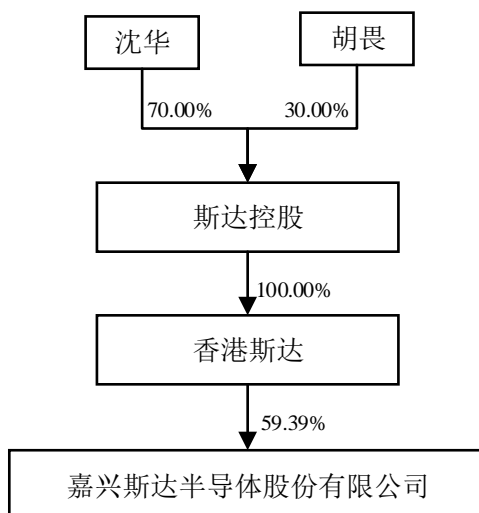 沈华
胡畏
70.00%
30.00%
斯达控股
100.00%
香港斯达
59.39%
嘉兴斯达半导体股份有限公司